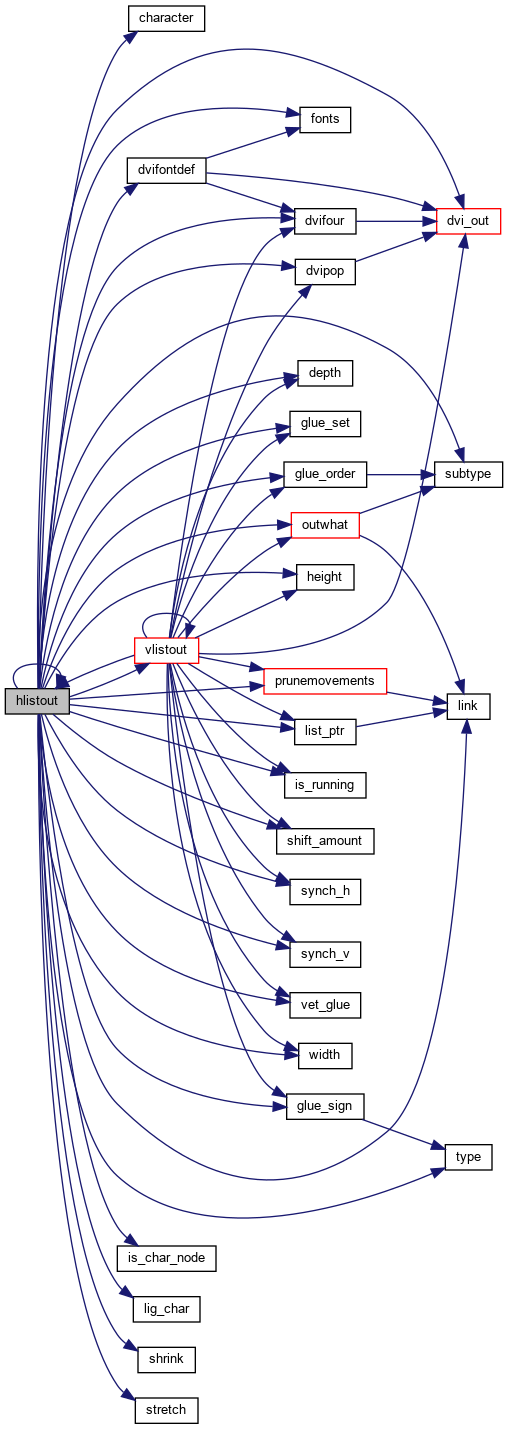 character
fonts
dvifontdef
dvifour
dvi_out
dvipop
depth
glue_set
glue_order
subtype
outwhat
height
vlistout
prunemovements
hlistout
link
list_ptr
is_running
shift_amount
synch_h
synch_v
vet_glue
width
glue_sign
type
is_char_node
lig_char
shrink
stretch